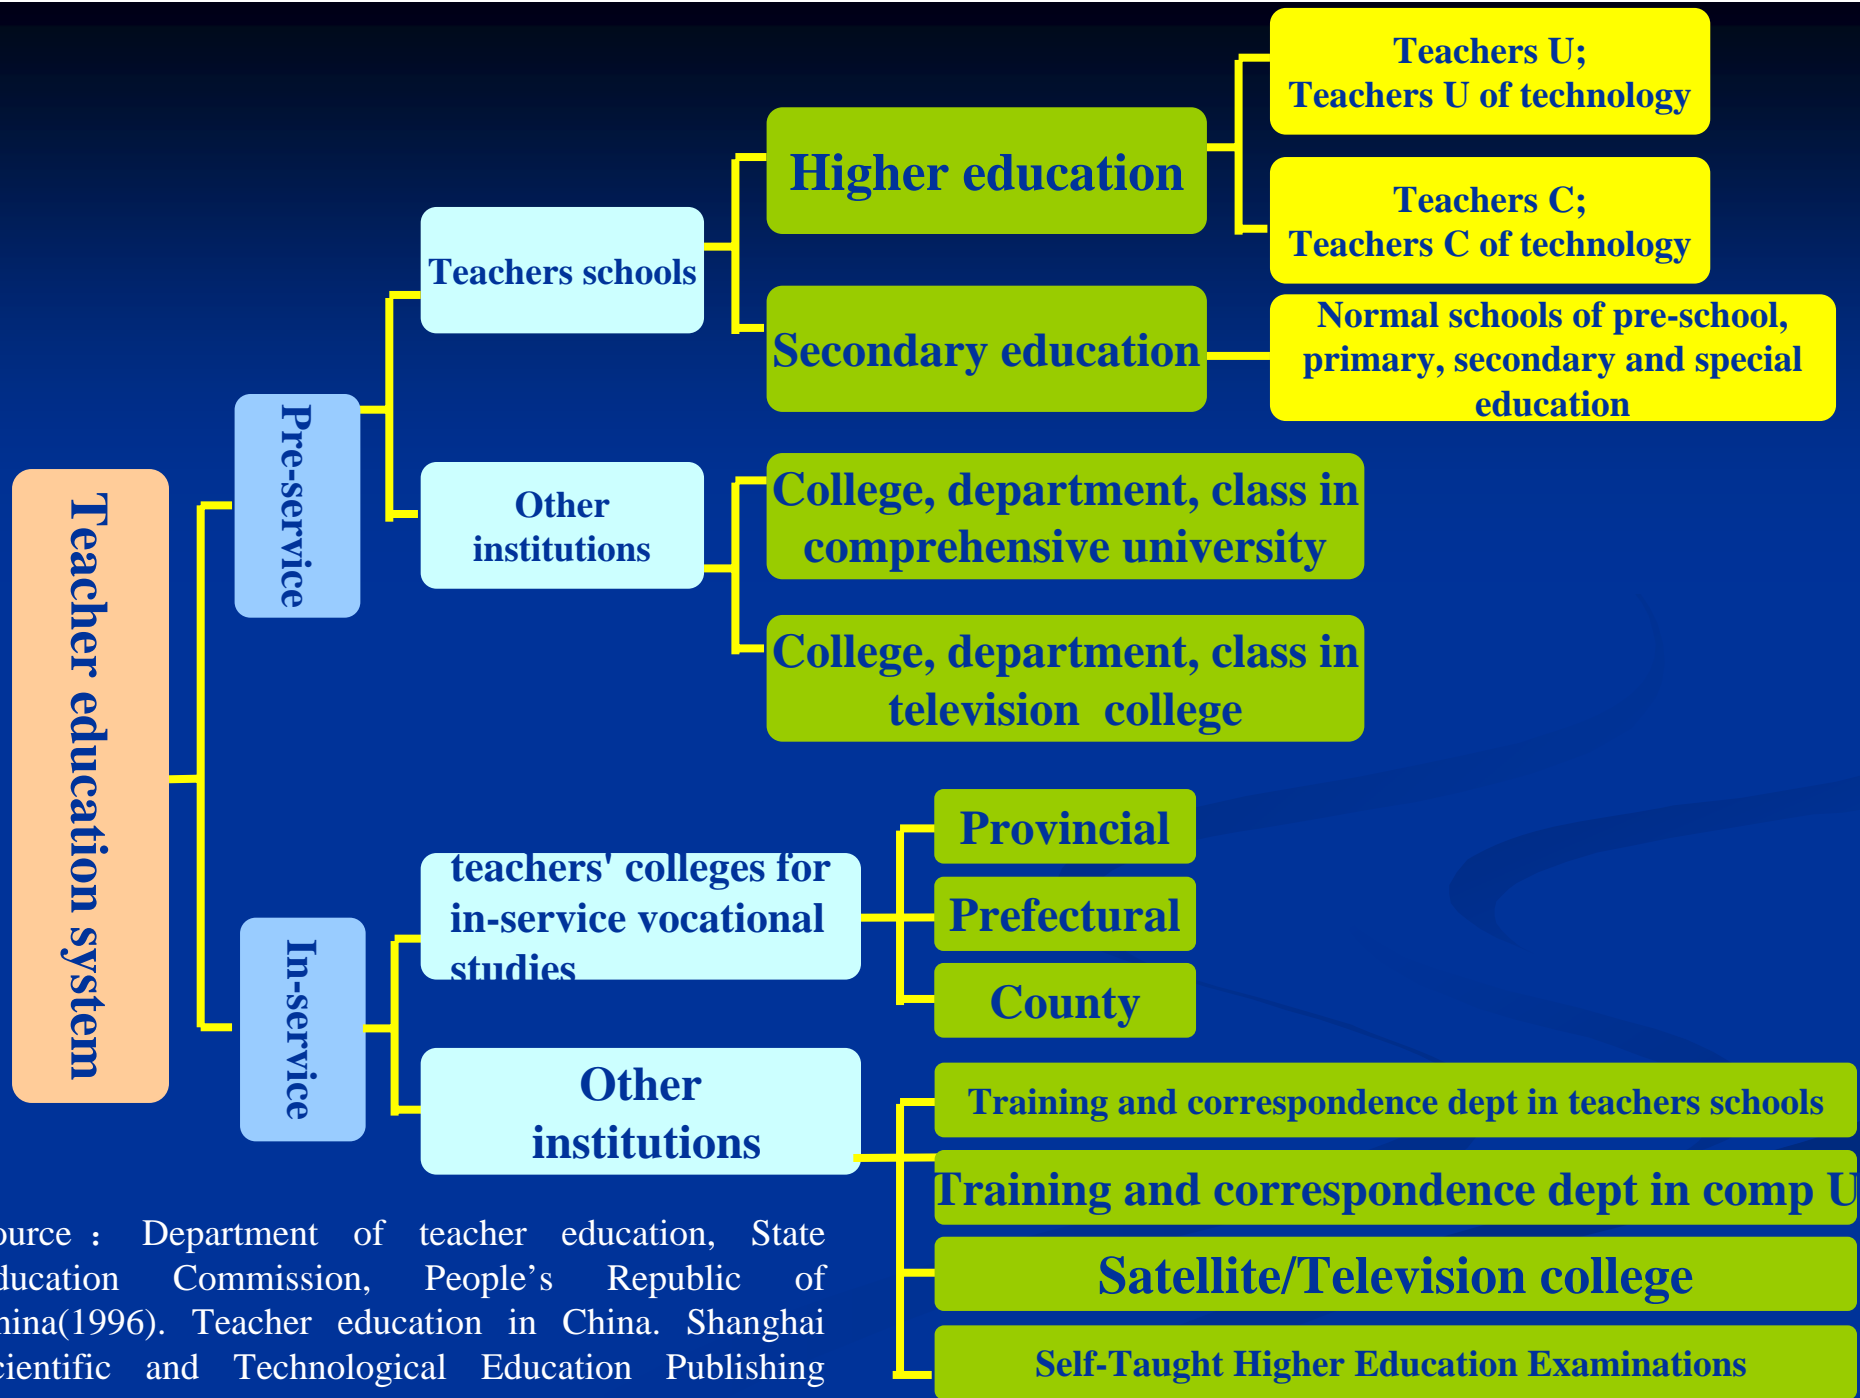 Teacher education system
Pre-service
In-service
Teachers schools
Other
institutions
Higher education
Secondary education
Teachers U;
Teachers U of technology
Teachers C;
Teachers C of technology
Normal schools of pre-school,
primary, secondary and special
education
College, department, class in
comprehensive university
College, department, class in
television college
teachers' colleges for
in-service vocational
studies
Provincial
Prefectural
County
Other
institutions
Training and correspondence dept in teachers schools
Training and correspondence dept in comp U
Satellite/Television college
Self-Taught Higher Education Examinations
ource ： Department of teacher education, State
ducation Commission, People’s Republic of
hina(1996). Teacher education in China. Shanghai
cientific and Technological Education Publishing